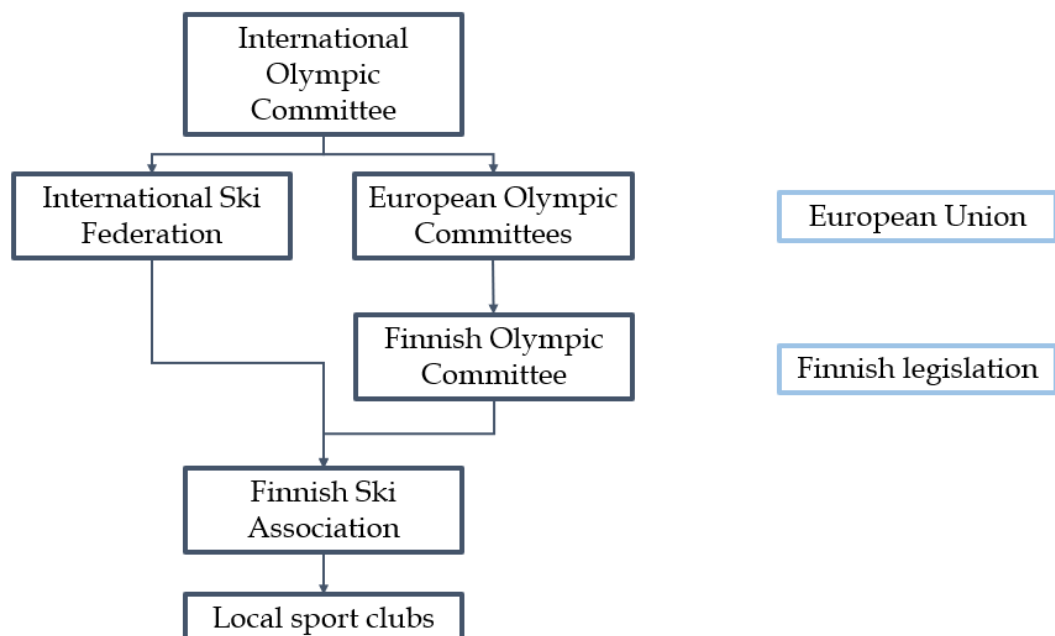 International
Olympic
Committee
International Ski
Federation
European Olympic
Committees
European Union
Finnish Olympic
Committee
Finnish legislation
Finnish Ski
Association
Local sport clubs